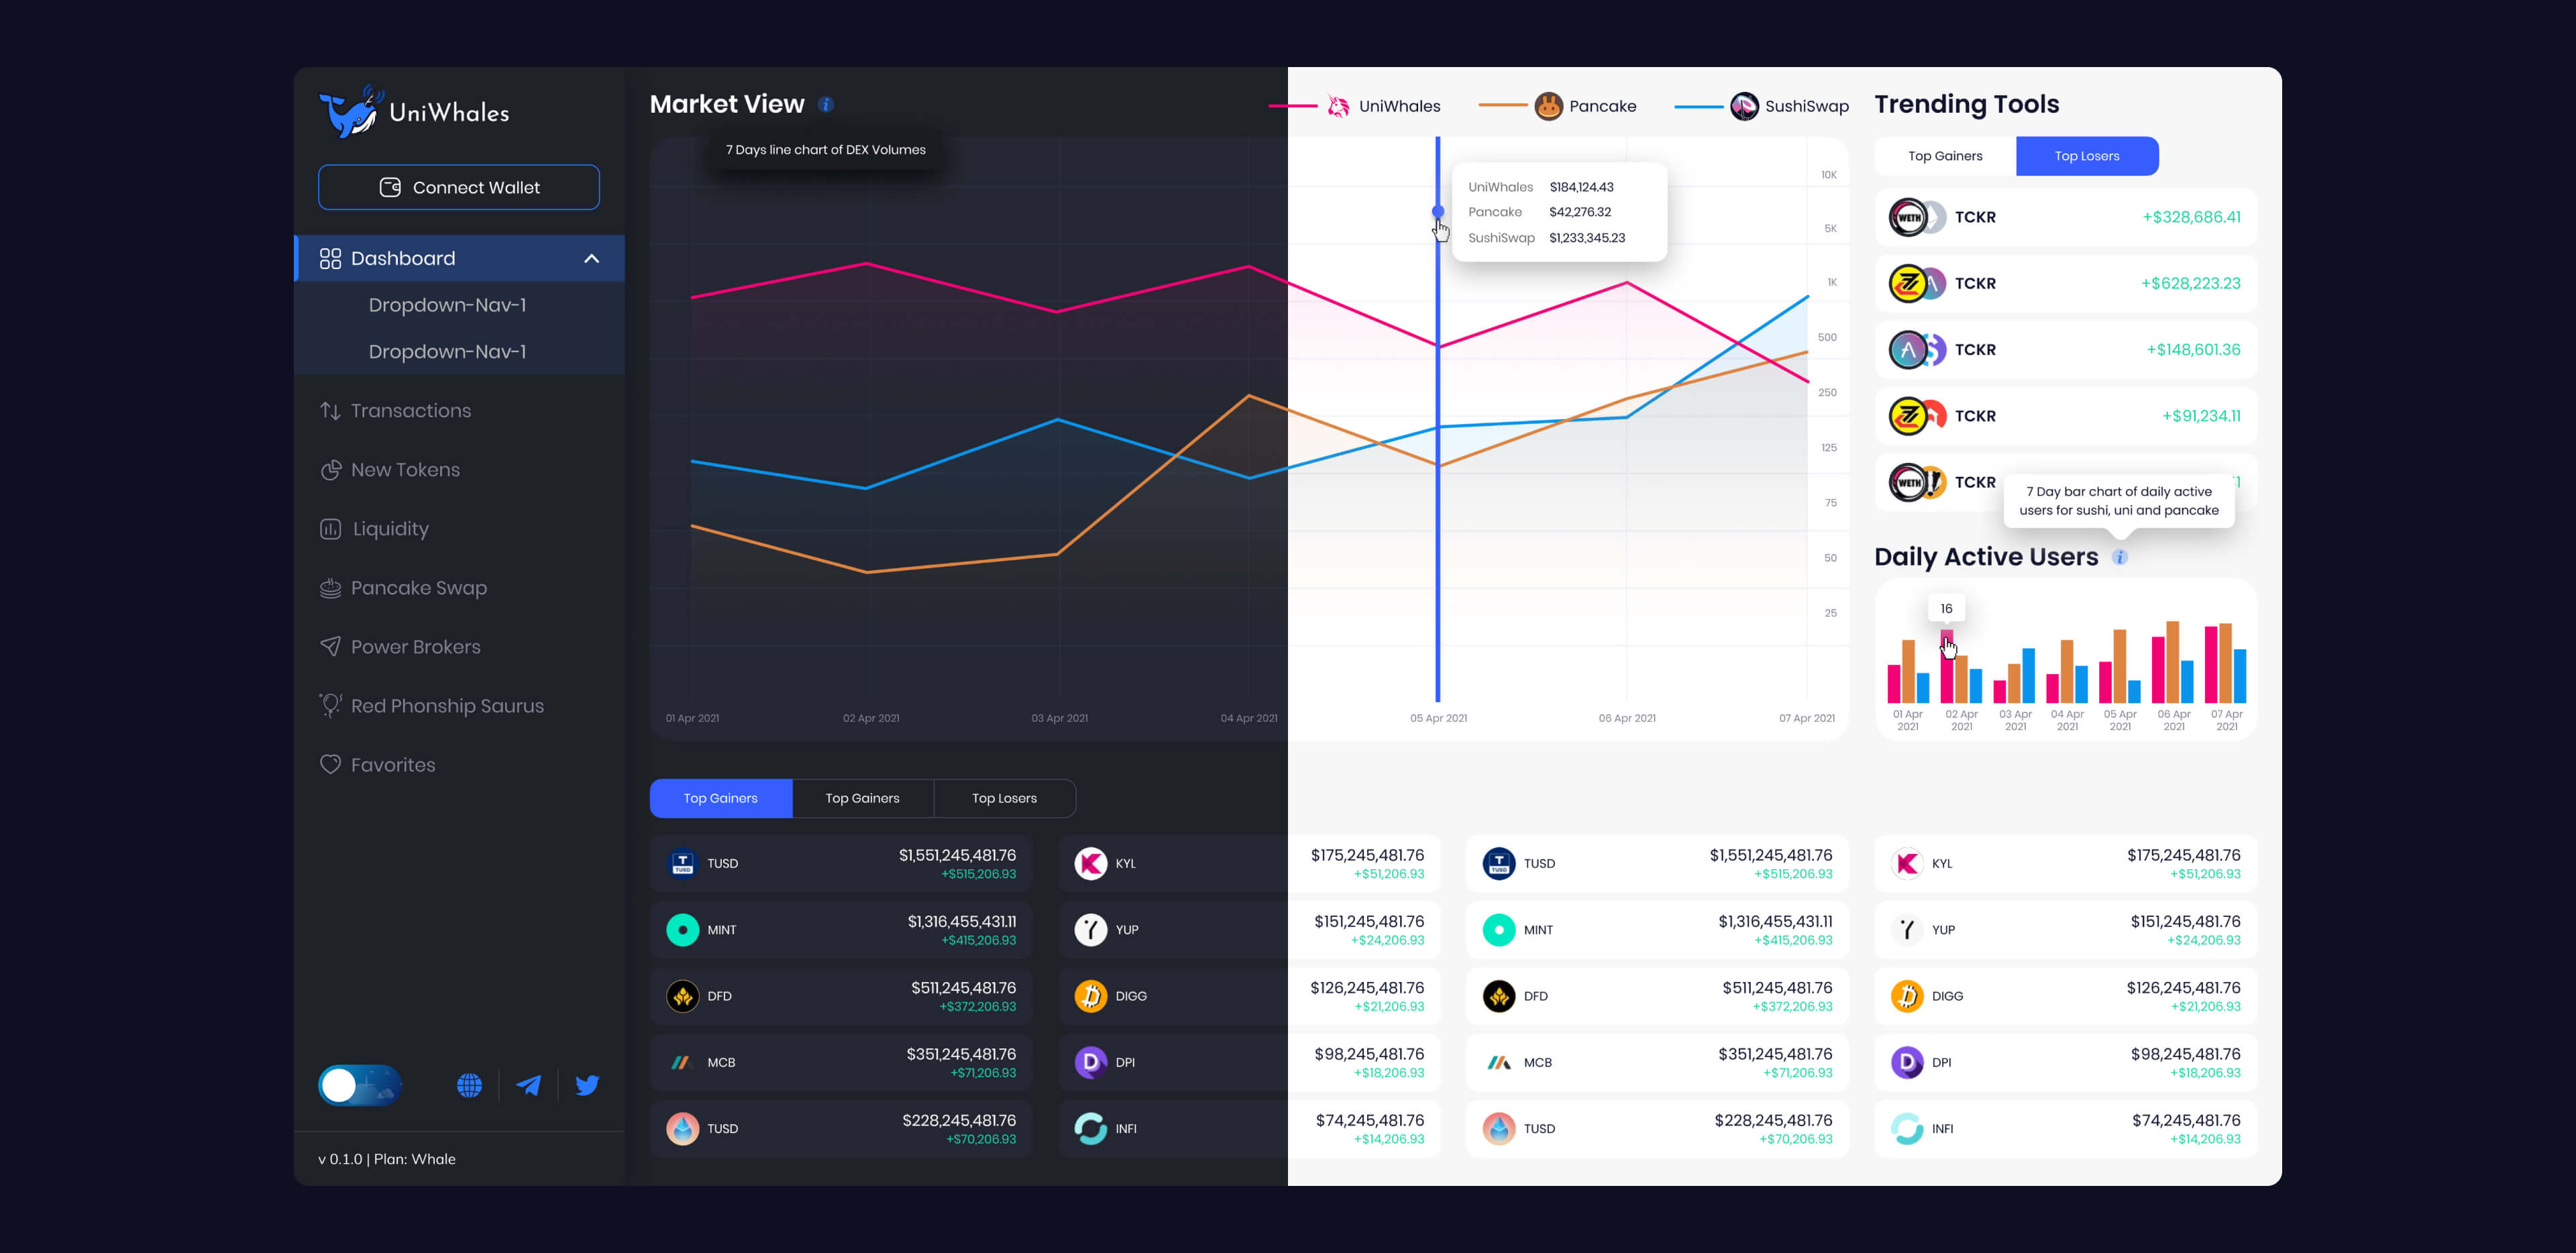 UniWhales
Connect Wallet
Dashboard
Dropdown-Nav-1
Dropdown-Nav-1
Transactions
New Tokens
Liquidity
Pancake Swap
Power Brokers
Red Phonship Saurus
Favorites
v 0.1.0 | Plan: Whale
Market View
7 Days line chart of DEX Volumes
UniWhales
Pancake
SushiSwap
UniWhales $184,124.43
Pancake $42,276.32
SushiSwap $1,233,345.23
10K
5K
1K
500
250
125
75
50
25
01 Apr 2021
02 Apr 2021
03 Apr 2021
04 Apr 2021
05 Apr 2021
06 Apr 2021
07 Apr 2021
Trending Tools
Top Gainers
Top Losers
WETH TCKR +$328,686.41
TCKR +$628,223.23
TCKR +$148,601.36
TCKR +$91,234.11
WETH TCKR
7 Day bar chart of daily active
users for sushi, uni and pancake
Daily Active Users
16
01 Apr
2021
02 Apr
2021
03 Apr
2021
04 Apr
2021
05 Apr
2021
06 Apr
2021
07 Apr
2021
Top Gainers
Top Gainers
Top Losers
TUSD $1,551,245,481.76
+$515,206.93
MINT $1,316,455,431.11
+$415,206.93
DFD $511,245,481.76
+$372,206.93
MCB $351,245,481.76
+$71,206.93
TUSD $228,245,481.76
+$70,206.93
KYL $175,245,481.76
+$51,206.93
YUP $151,245,481.76
+$24,206.93
DIGG $126,245,481.76
+$21,206.93
DPI $98,245,481.76
+$18,206.93
INFI $74,245,481.76
+$14,206.93
TUSD $1,551,245,481.76
+$515,206.93
MINT $1,316,455,431.11
+$415,206.93
DFD $511,245,481.76
+$372,206.93
MCB $351,245,481.76
+$71,206.93
TUSD $228,245,481.76
+$70,206.93
KYL $175,245,481.76
+$51,206.93
YUP $151,245,481.76
+$24,206.93
DIGG $126,245,481.76
+$21,206.93
DPI $98,245,481.76
+$18,206.93
INFI $74,245,481.76
+$14,206.93